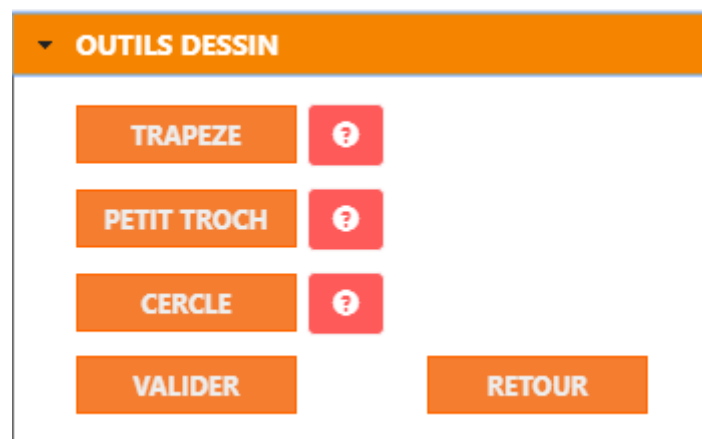 OUTILS DESSIN
TRAPEZE ?
PETIT TROCH ?
CERCLE ?
VALIDER RETOUR